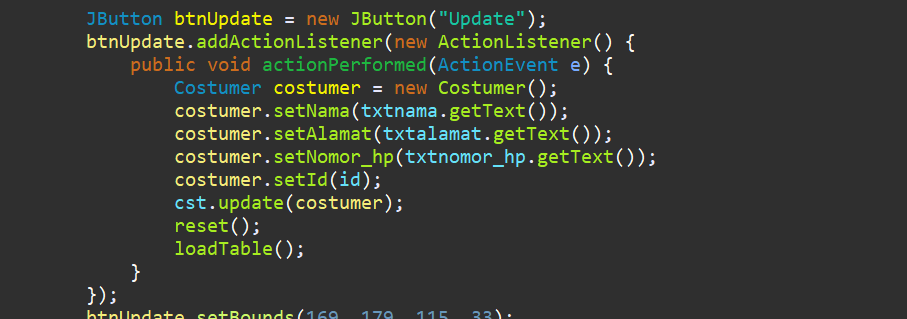 JButton btnUpdate = new JButton("Update");
btnUpdate.addActionListener(new ActionListener() {
public void actionPerformed(ActionEvent e) {
Costumer costumer = new Costumer();
costumer.setNama(txtnama.getText());
costumer.setAlamat(txtalamat.getText());
costumer.setNomor_hp(txtnomor_hp.getText());
costumer.setId(id);
cst.update(costumer);
reset();
loadTable();
}
});
btnUpdate.setBounds(169, 179, 115, 33);